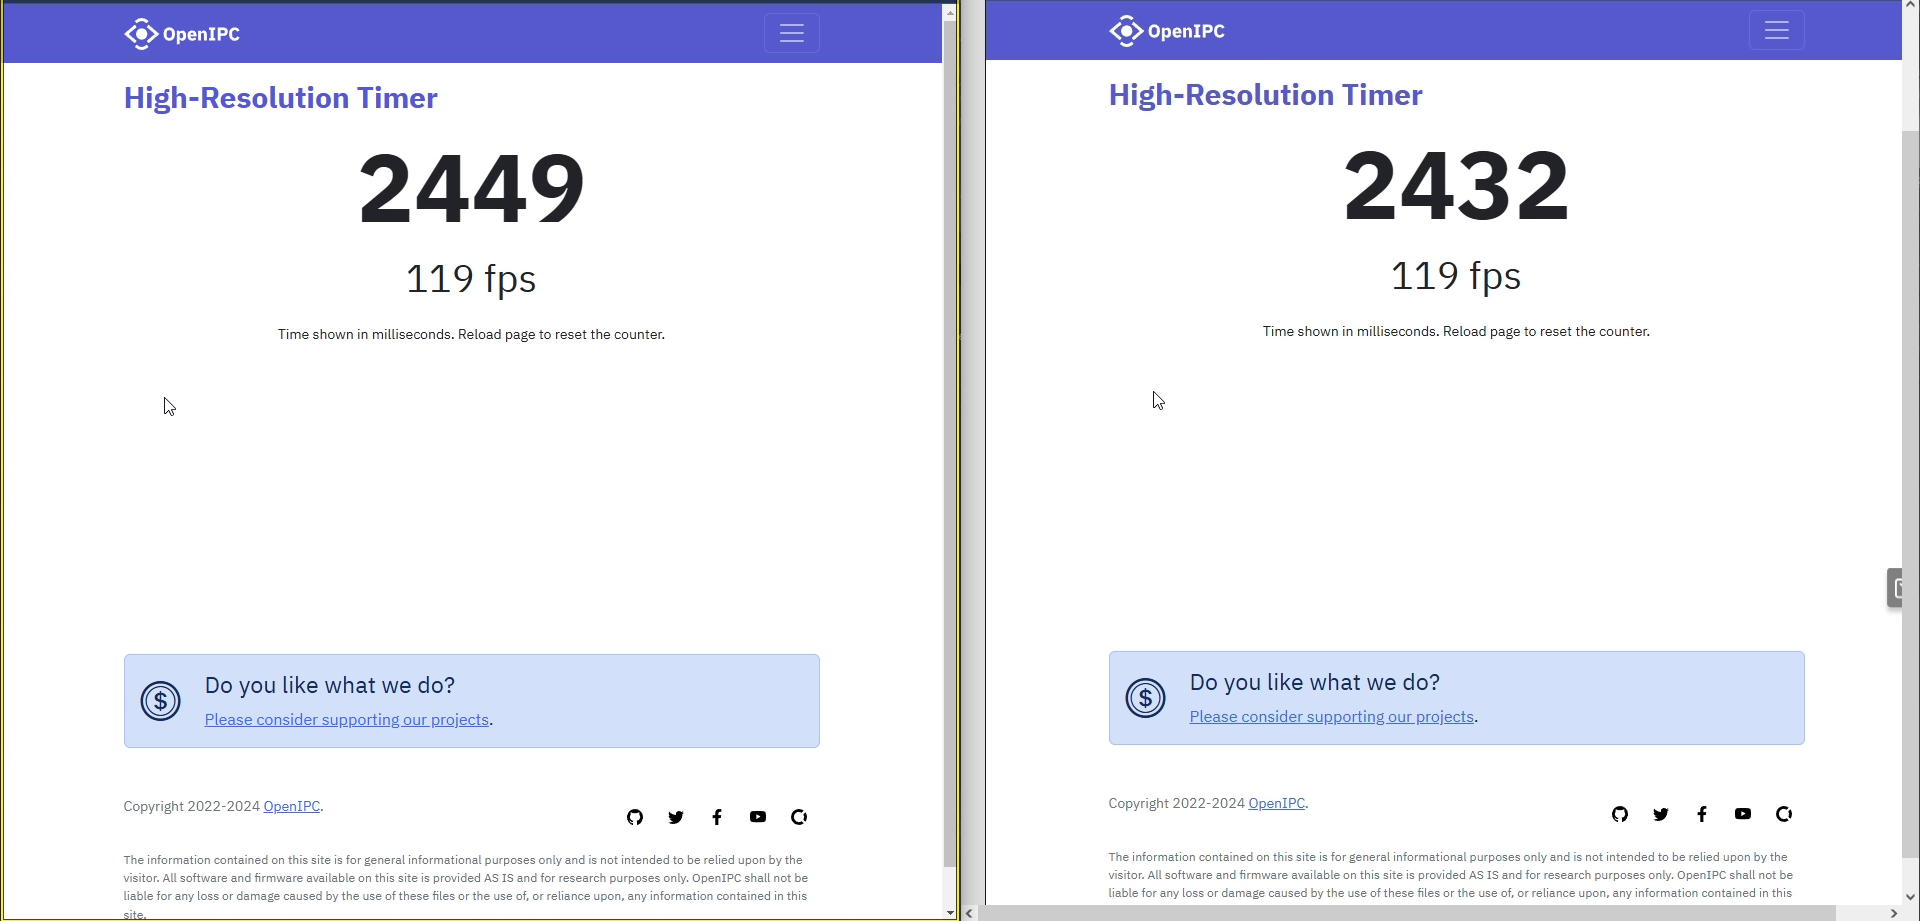 OpenIPC
High-Resolution Timer
2449
119 fps
Time shown in milliseconds. Reload page to reset the counter.
$
Do you like what we do?
Please consider supporting our projects.
Copyright 2022-2024 OpenIPC.
The information contained on this site is for general informational purposes only and is not intended to be relied upon by the
visitor. All software and firmware available on this site is provided AS IS and for research purposes only. OpenIPC shall not be
liable for any loss or damage caused by the use of these files or the use of, or reliance upon, any information contained in this
site.
OpenIPC
High-Resolution Timer
2432
119 fps
Time shown in milliseconds. Reload page to reset the counter.
$
Do you like what we do?
Please consider supporting our projects.
Copyright 2022-2024 OpenIPC.
The information contained on this site is for general informational purposes only and is not intended to be relied upon by the
visitor. All software and firmware available on this site is provided AS IS and for research purposes only. OpenIPC shall not be
liable for any loss or damage caused by the use of these files or the use of, or reliance upon, any information contained in this